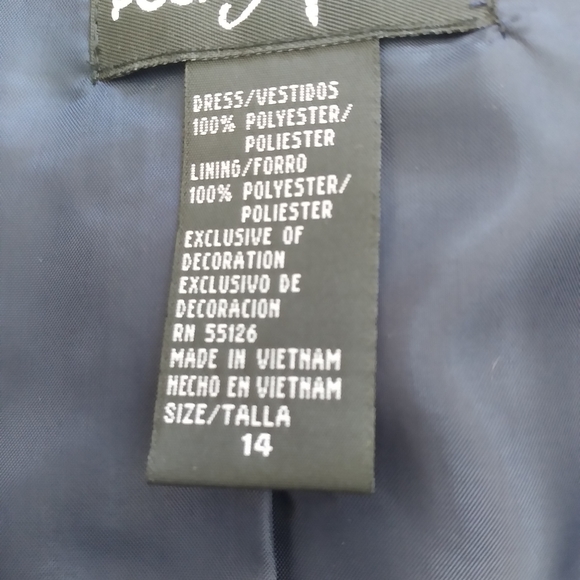 DRESS/VESTIDOS
100% POLYESTER/
POLIESTER
LINING/FORRO
100% POLYESTER/
POLIESTER
EXCLUSIVE OF
DECORATION
EXCLUSIVO DE
DECORACION
RN 55126
MADE IN VIETNAM
HECHO EN VIETNAM
SIZE/TALLA
14